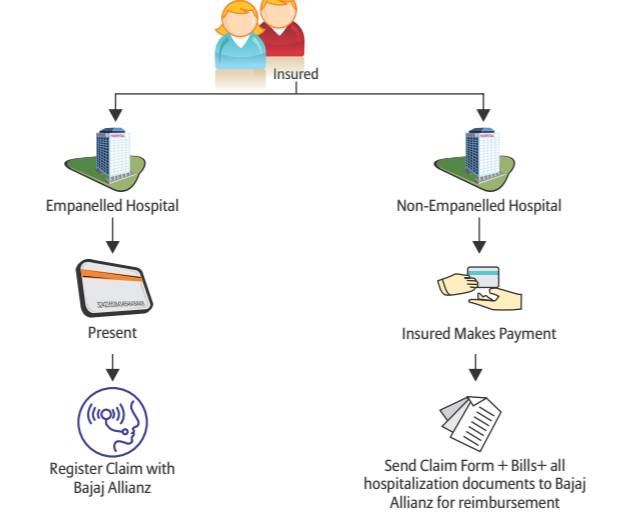 Insured
Empanelled Hospital
Non-Empanelled Hospital
Present
Insured Makes Payment
Register Claim with
Bajaj Allianz
Send Claim Form + Bills+ all
hospitalization documents to Bajaj
Allianz for reimbursement